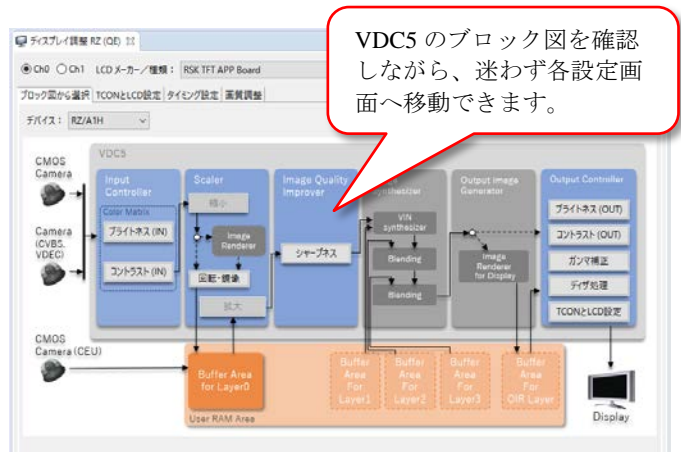 ディスプレイ調整 RZ (QE)
VDC5 のブロック図を確認
しながら、迷わず各設定画
面へ移動できます。
Ch0 Ch1 LCD メーカー/種類： RSK TFT APP Board
ブロック図から選択 TCONとLCD設定 タイミング設定 画質調整
デバイス： RZ/A1H
VDC5
CMOS
Camera
Camera
(CVBS,
VDEC)
CMOS
Camera (CEU)
Input
Controller
Color Matrix
ブライトネス (IN)
コントラスト (IN)
Scaler
縮小
Image
Renderer
回転・鏡像
拡大
Image Quality
Improver
シャープネス
VIN
synthesizer
Blending
Blending
Output Image
Generator
Image
Renderer
for Display
Output Controller
ブライトネス (OUT)
コントラスト (OUT)
ガンマ補正
ディザ処理
TCONとLCD設定
Buffer Area
for Layer0
User RAM Area
Buffer
Area
For
Layer1
Buffer
Area
For
Layer2
Buffer
Area
For
Layer3
Buffer
Area
For
OIR Layer
Display